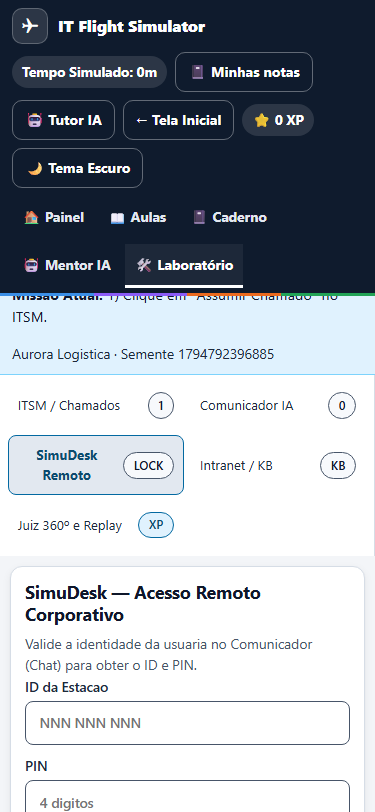 IT Flight Simulator
Tempo Simulado: 0m
Minhas notas
Tutor IA
← Tela Inicial
0 XP
Tema Escuro
Painel
Aulas
Caderno
Mentor IA
Laboratório
Missão Atual: 1) Clique em "Assumir Chamado" no
ITSM.
Aurora Logistica · Semente 1794792396885
ITSM / Chamados
1
Comunicador IA
0
SimuDesk
Remoto
LOCK
Intranet / KB
KB
Juiz 360º e Replay
XP
SimuDesk — Acesso Remoto
Corporativo
Valide a identidade da usuaria no Comunicador
(Chat) para obter o ID e PIN.
ID da Estacao
NNN NNN NNN
PIN
4 digitos